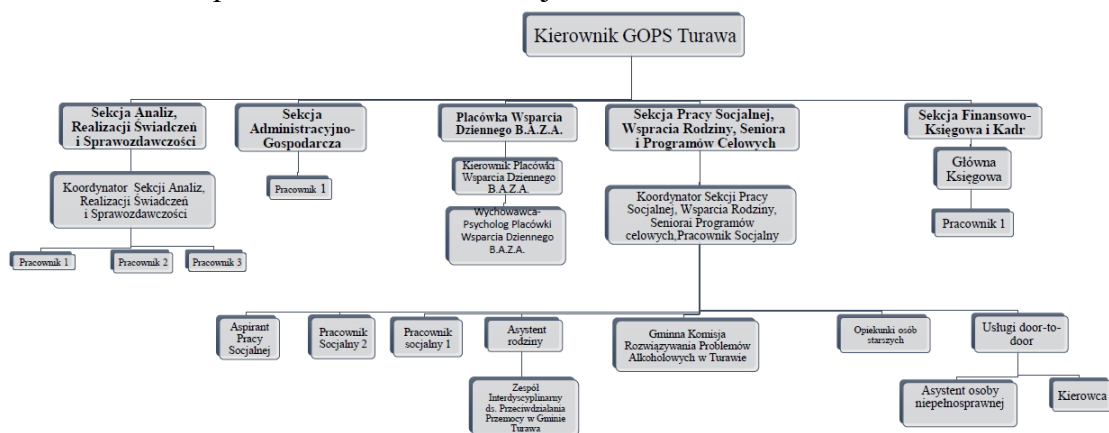 Kierownik GOPS Turawa
Sekcja Analiz,
Realizacji Świadczeń
i Sprawozdawczości
Sekcja
Administracyjno-
Gospodarcza
Placówka Wsparcia
Dziennego B.A.Z.A.
Sekcja Pracy Socjalnej,
Wspracia Rodziny, Seniora
i Programów Celowych
Sekcja Finansowo-
Księgowa i Kadr
Koordynator Sekcji Analiz,
Realizacji Świadczeń
i Sprawozdawczości
Pracownik 1
Kierownik Placówki
Wsparcia Dziennego
B.A.Z.A.
Koordynator Sekcji Pracy
Socjalnej, Wsparcia Rodziny,
Seniorai Programów
celowych,Pracownik Socjalny
Główna
Księgowa
Wychowawca-
Psycholog Placówki
Wsparcia Dziennego
B.A.Z.A.
Pracownik 1
Pracownik 1
Pracownik 2
Pracownik 3
Aspirant
Pracy
Socjalnej
Pracownik
Socjalny 2
Pracownik
socjalny 1
Asystent
rodziny
Gminna Komisja
Rozwiązywania Problemów
Alkoholowych w Turawie
Opiekunki osób
starszych
Usługi door-to-
door
Zespół
Interdyscyplinarny
ds. Przeciwdziałania
Przemocy w Gminie
Turawa
Asystent osoby
niepełnosprawnej
Kierowca